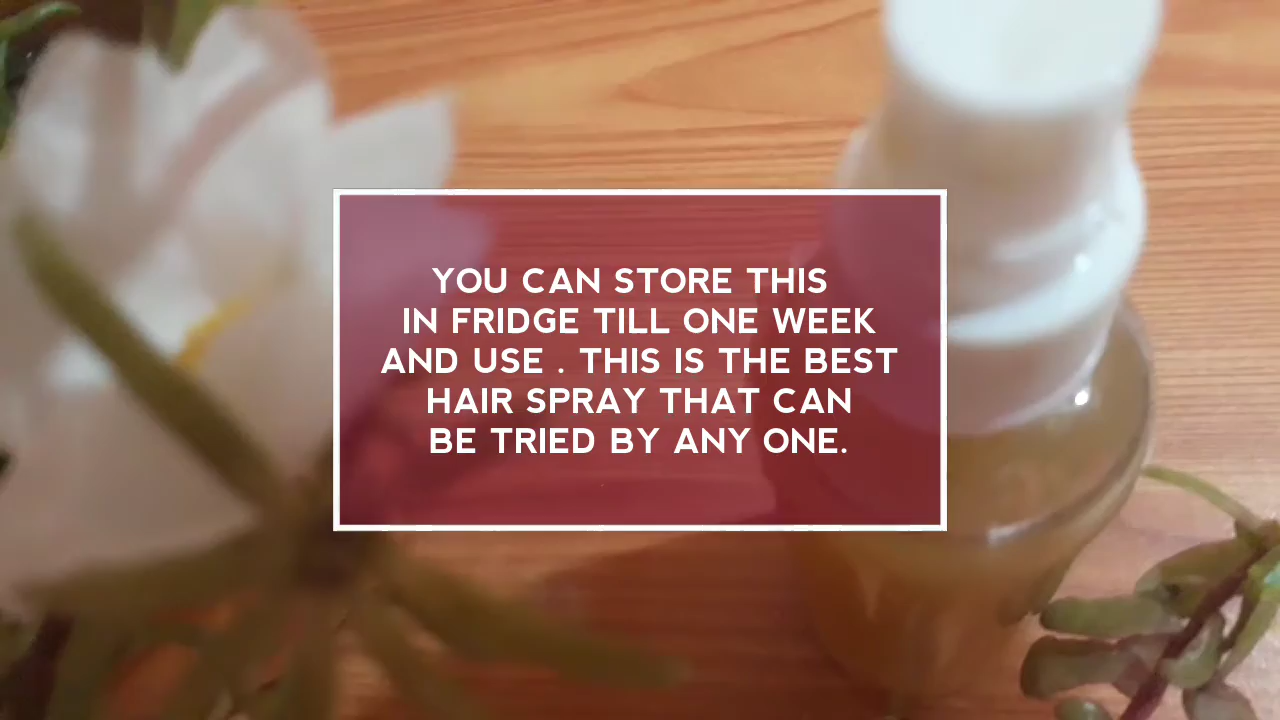 YOU CAN STORE THIS
IN FRIDGE TILL ONE WEEK
AND USE . THIS IS THE BEST
HAIR SPRAY THAT CAN
BE TRIED BY ANY ONE.